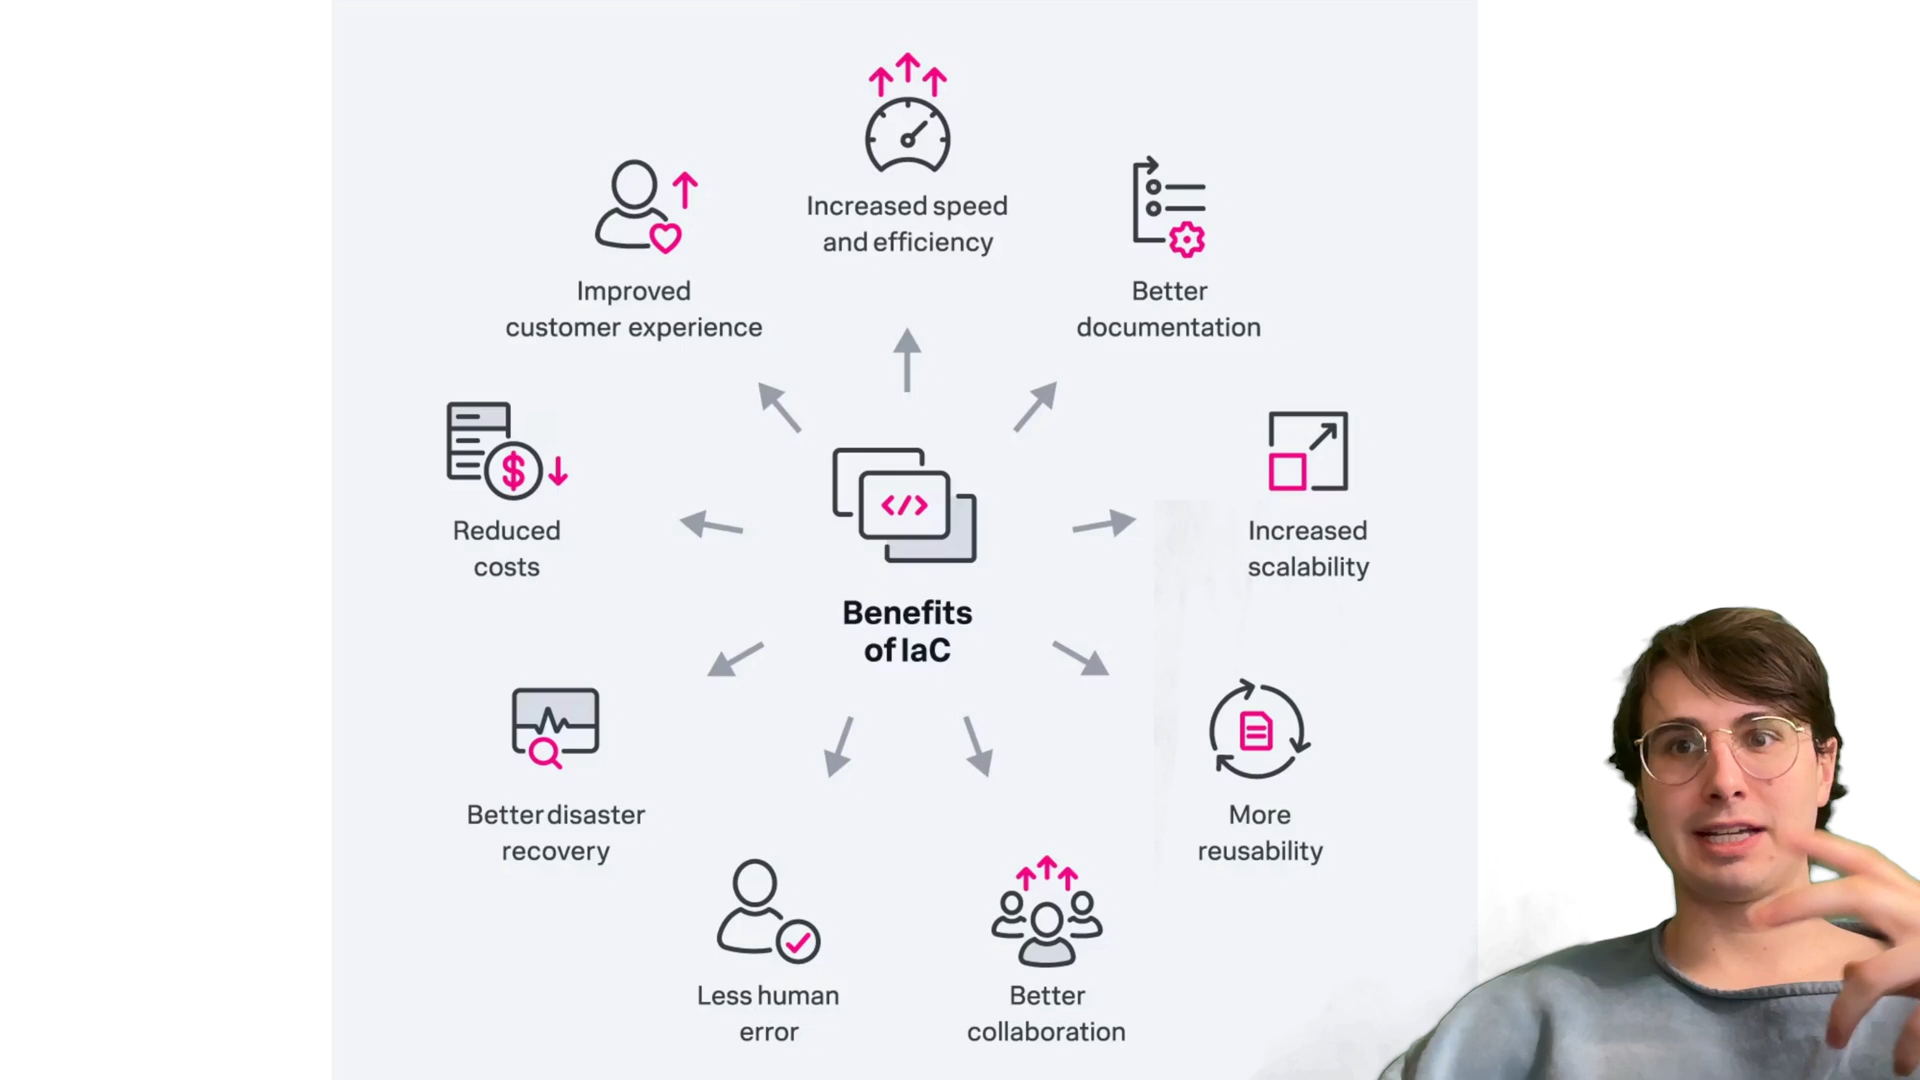 Increased speed
and efficiency
Improved
customer experience
Better
documentation
$
Reduced
costs
</>
Increased
scalability
Benefits
of IaC
Better disaster
recovery
More
reusability
Less human
error
Better
collaboration